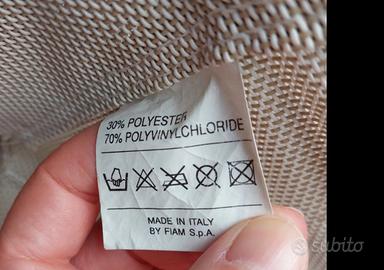 30% POLYESTER
70% POLYVINYLCHLORIDE
MADE IN ITALY
BY FIAM S.p.A.
subito